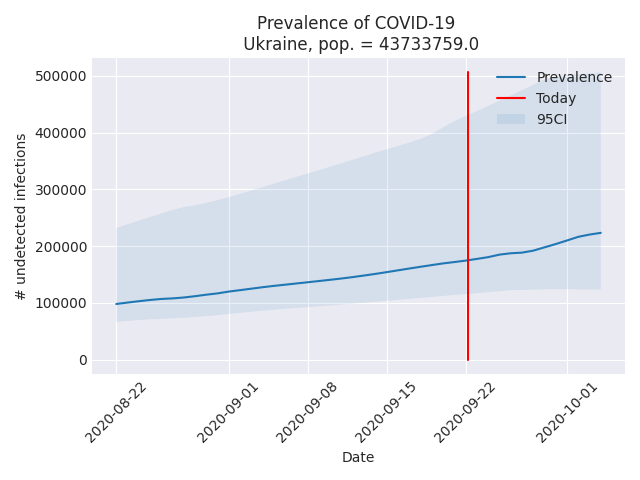 Prevalence of COVID-19
Ukraine, pop. = 43733759.0
500000
400000
300000
200000
100000
0
# undetected infections
Prevalence
Today
95CI
2020-08-22
2020-09-01
2020-09-08
2020-09-15
2020-09-22
2020-10-01
Date